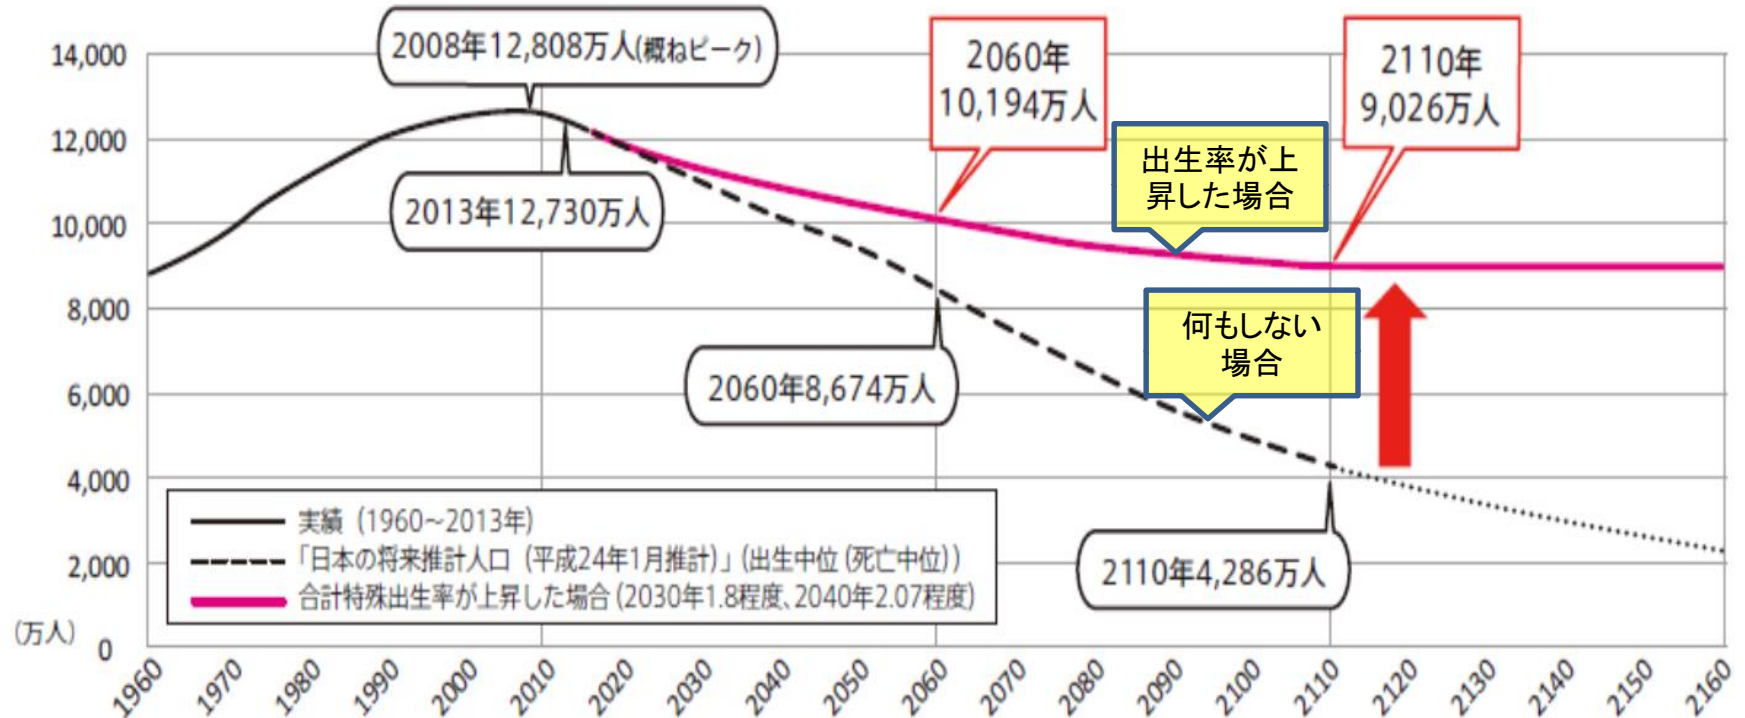 2008年12,808万人(概ねピーク)
2060年
10,194万人
2110年
9,026万人
出生率が上
昇した場合
2013年12,730万人
何もしない
場合
2060年8,674万人
2110年4,286万人
14,000
12,000
10,000
8,000
6,000
4,000
2,000
0
(万人)
実績 (1960～2013年)
「日本の将来推計人口 (平成24年1月推計)」(出生中位 (死亡中位))
合計特殊出生率が上昇した場合 (2030年1.8程度、2040年2.07程度)
1960
1970
1980
1990
2000
2010
2020
2030
2040
2050
2060
2070
2080
2090
2100
2110
2120
2130
2140
2150
2160